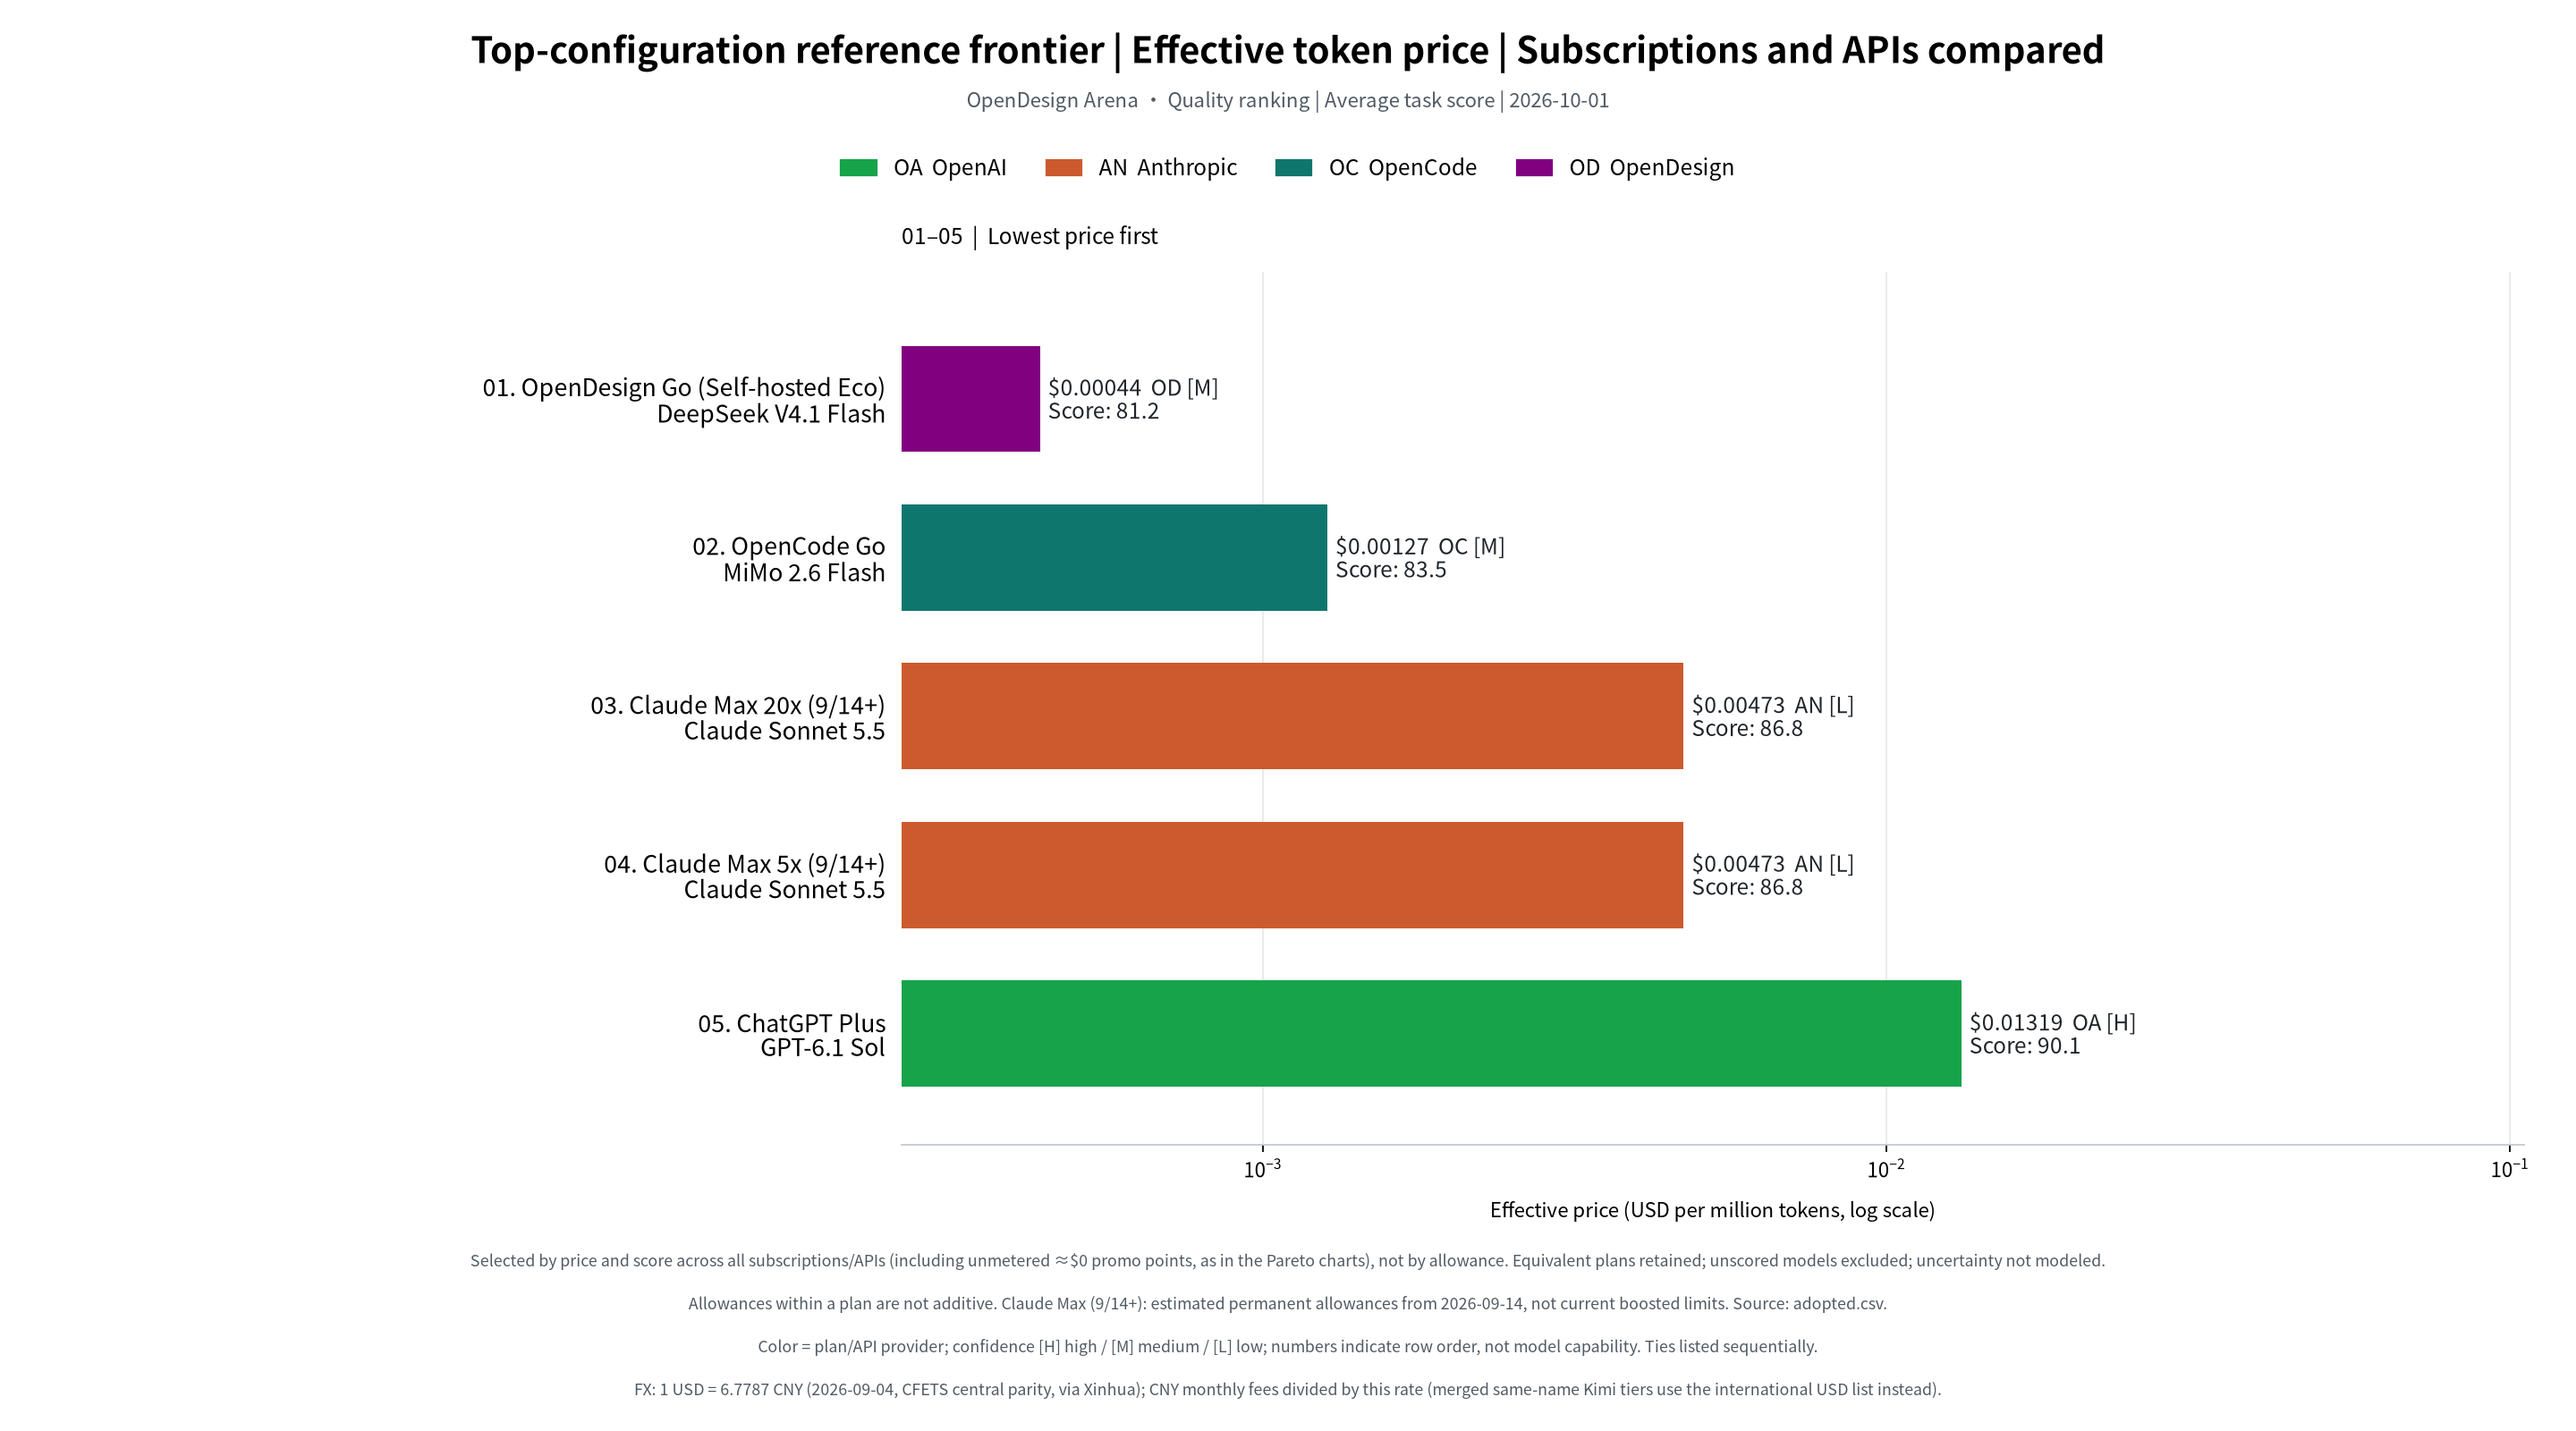 Top-configuration reference frontier | Effective token price | Subscriptions and APIs compared
OpenDesign Arena • Quality ranking | Average task score | 2026-10-01
OA OpenAI
AN Anthropic
OC OpenCode
OD OpenDesign
01–05 | Lowest price first
01. OpenDesign Go (Self-hosted Eco)
DeepSeek V4.1 Flash
$0.00044 OD [M]
Score: 81.2
02. OpenCode Go
MiMo 2.6 Flash
$0.00127 OC [M]
Score: 83.5
03. Claude Max 20x (9/14+)
Claude Sonnet 5.5
$0.00473 AN [L]
Score: 86.8
04. Claude Max 5x (9/14+)
Claude Sonnet 5.5
$0.00473 AN [L]
Score: 86.8
05. ChatGPT Plus
GPT-6.1 Sol
$0.01319 OA [H]
Score: 90.1
10⁻³
10⁻²
10⁻¹
Effective price (USD per million tokens, log scale)
Selected by price and score across all subscriptions/APIs (including unmetered ≈$0 promo points, as in the Pareto charts), not by allowance. Equivalent plans retained; unscored models excluded; uncertainty not modeled.
Allowances within a plan are not additive. Claude Max (9/14+): estimated permanent allowances from 2026-09-14, not current boosted limits. Source: adopted.csv.
Color = plan/API provider; confidence [H] high / [M] medium / [L] low; numbers indicate row order, not model capability. Ties listed sequentially.
FX: 1 USD = 6.7787 CNY (2026-09-04, CFETS central parity, via Xinhua); CNY monthly fees divided by this rate (merged same-name Kimi tiers use the international USD list instead).